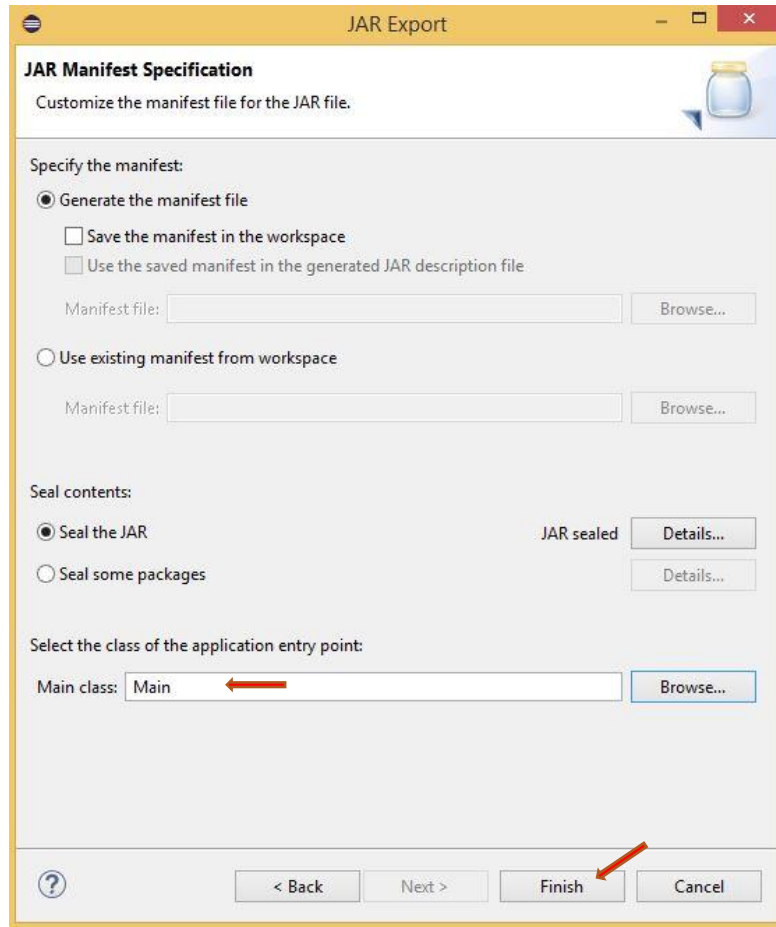 JAR Export
JAR Manifest Specification
Customize the manifest file for the JAR file.
Specify the manifest:
Generate the manifest file
Save the manifest in the workspace
Use the saved manifest in the generated JAR description file
Manifest file: Browse...
Use existing manifest from workspace
Manifest file: Browse...
Seal contents:
Seal the JAR JAR sealed Details...
Seal some packages Details...
Select the class of the application entry point:
Main class: Main Browse...
? < Back Next > Finish Cancel